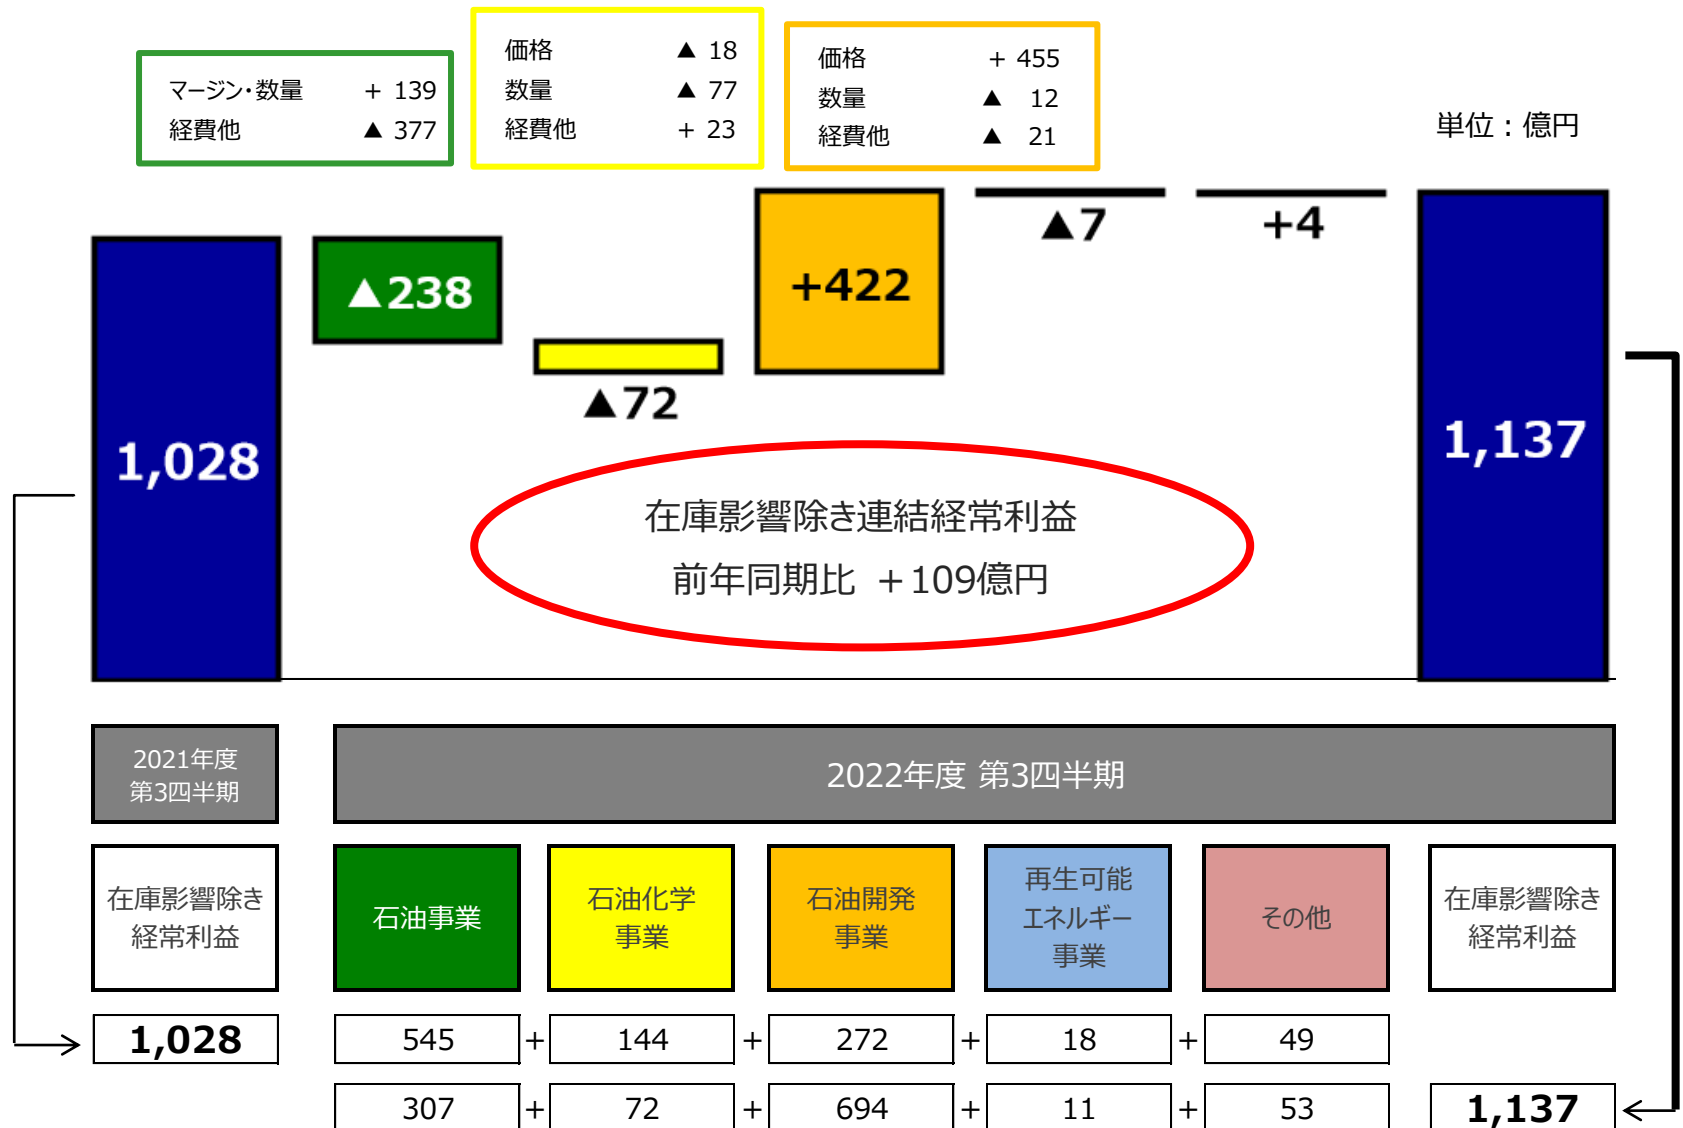 マージン・数量 + 139
経費他 ▲ 377
価格 ▲ 18
数量 ▲ 77
経費他 + 23
価格 + 455
数量 ▲ 12
経費他 ▲ 21
単位：億円
1,028
▲238
▲72
+422
▲7
+4
1,137
在庫影響除き連結経常利益
前年同期比 ＋109億円
2021年度
第3四半期
2022年度 第3四半期
在庫影響除き
経常利益
石油事業
石油化学
事業
石油開発
事業
再生可能
エネルギー
事業
その他
在庫影響除き
経常利益
1,028 545 + 144 + 272 + 18 + 49
307 + 72 + 694 + 11 + 53 1,137